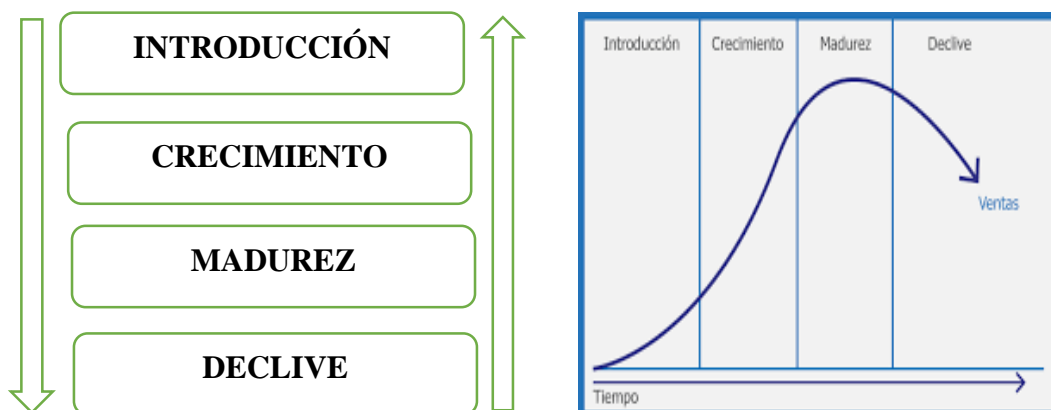 INTRODUCCIÓN
CRECIMIENTO
MADUREZ
DECLIVE
Introducción
Crecimiento
Madurez
Declive
Ventas
Tiempo